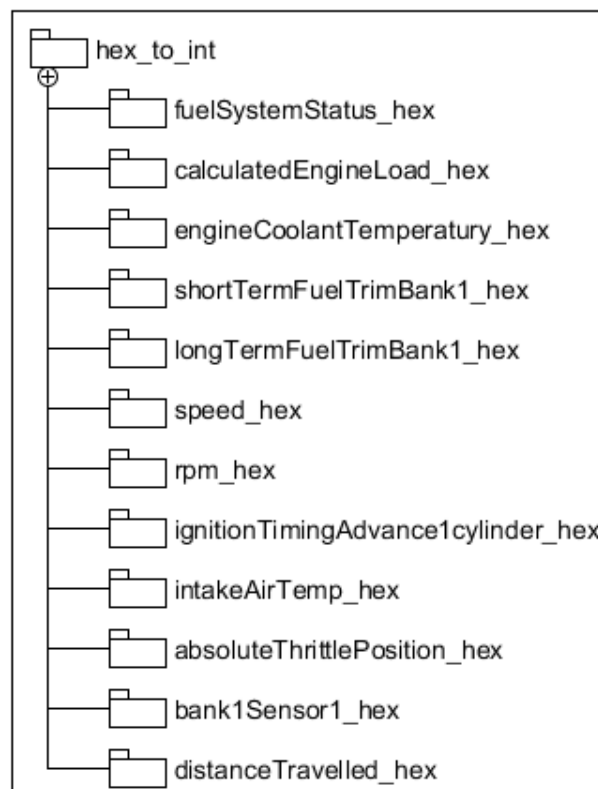 hex_to_int
fuelSystemStatus_hex
calculatedEngineLoad_hex
engineCoolantTemperatury_hex
shortTermFuelTrimBank1_hex
longTermFuelTrimBank1_hex
speed_hex
rpm_hex
ignitionTimingAdvance1cylinder_hex
intakeAirTemp_hex
absoluteThrittlePosition_hex
bank1Sensor1_hex
distanceTravelled_hex